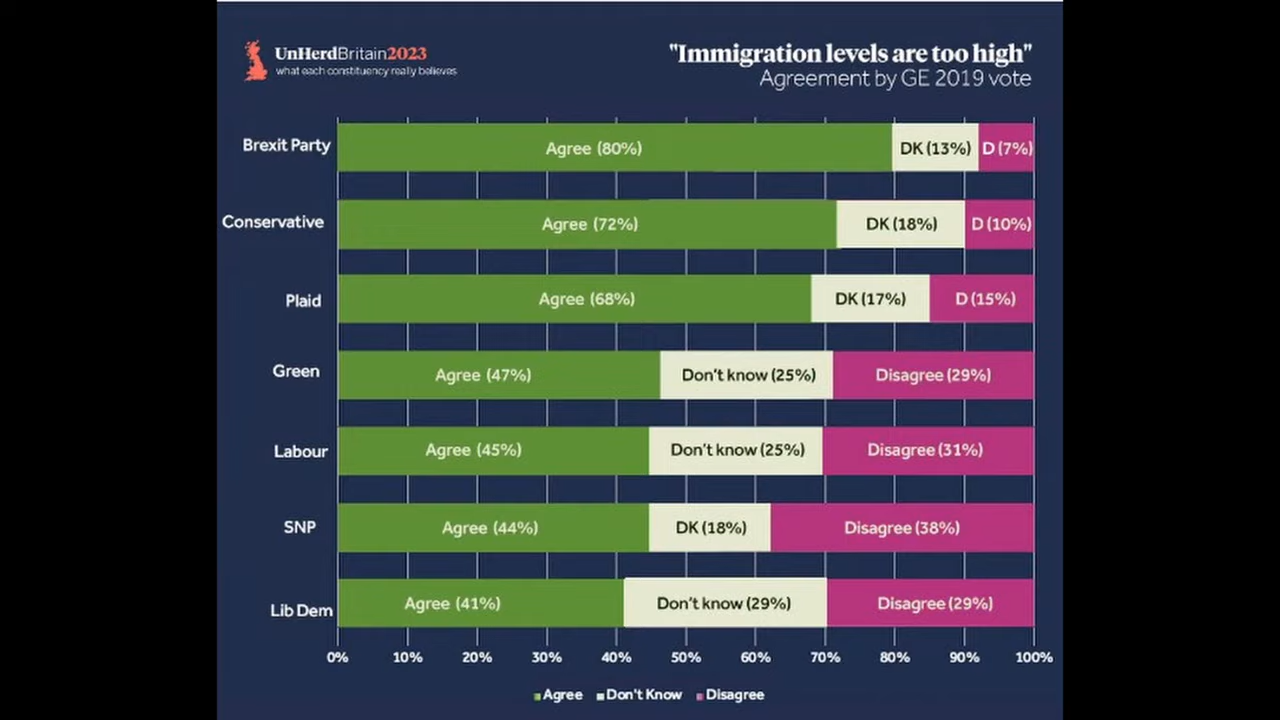 UnHerdBritain2023
what each constituency really believes
"Immigration levels are too high"
Agreement by GE 2019 vote
Brexit Party Agree (80%) DK (13%) D (7%)
Conservative Agree (72%) DK (18%) D (10%)
Plaid Agree (68%) DK (17%) D (15%)
Green Agree (47%) Don't know (25%) Disagree (29%)
Labour Agree (45%) Don't know (25%) Disagree (31%)
SNP Agree (44%) DK (18%) Disagree (38%)
Lib Dem Agree (41%) Don't know (29%) Disagree (29%)
0% 10% 20% 30% 40% 50% 60% 70% 80% 90% 100%
Agree Don't Know Disagree